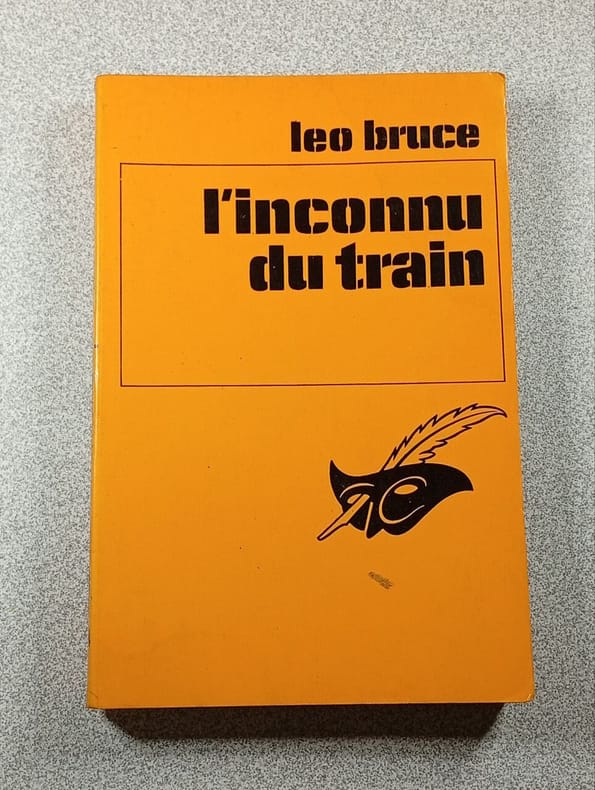 leo bruce
l'inconnu
du train